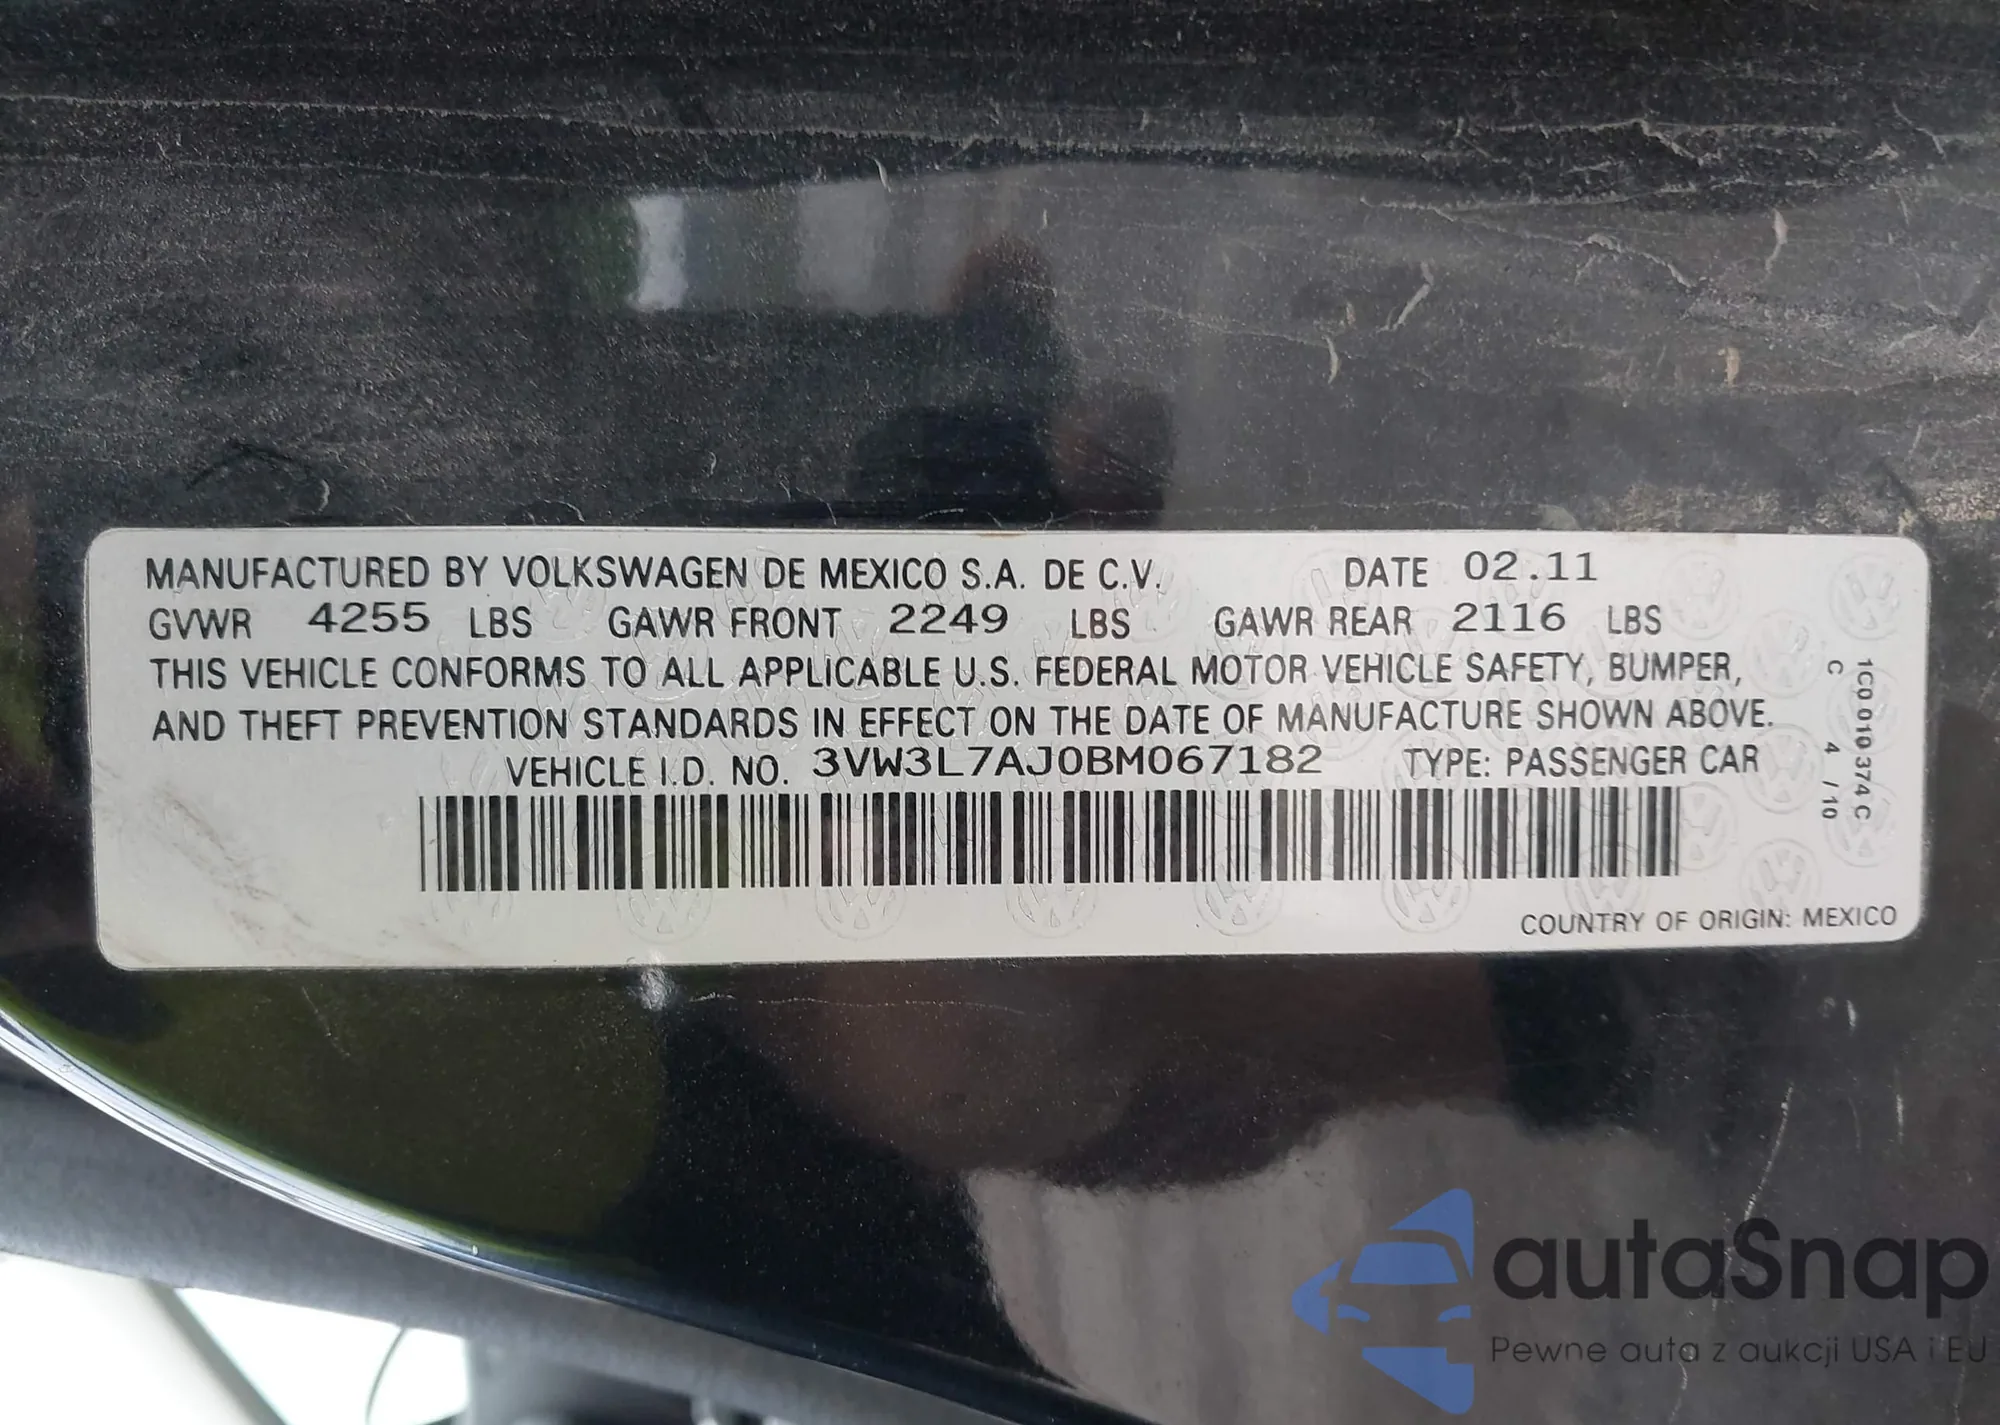 MANUFACTURED BY VOLKSWAGEN DE MEXICO S.A. DE C.V. DATE 02.11
GVWR 4255 LBS GAWR FRONT 2249 LBS GAWR REAR 2116 LBS
THIS VEHICLE CONFORMS TO ALL APPLICABLE U.S. FEDERAL MOTOR VEHICLE SAFETY, BUMPER,
AND THEFT PREVENTION STANDARDS IN EFFECT ON THE DATE OF MANUFACTURE SHOWN ABOVE.
VEHICLE I.D. NO. 3VW3L7AJ0BM067182 TYPE: PASSENGER CAR
COUNTRY OF ORIGIN: MEXICO
1C0 010 374 C
C 4 / 10
autaSnap
Pewne auta z aukcji USA i EU